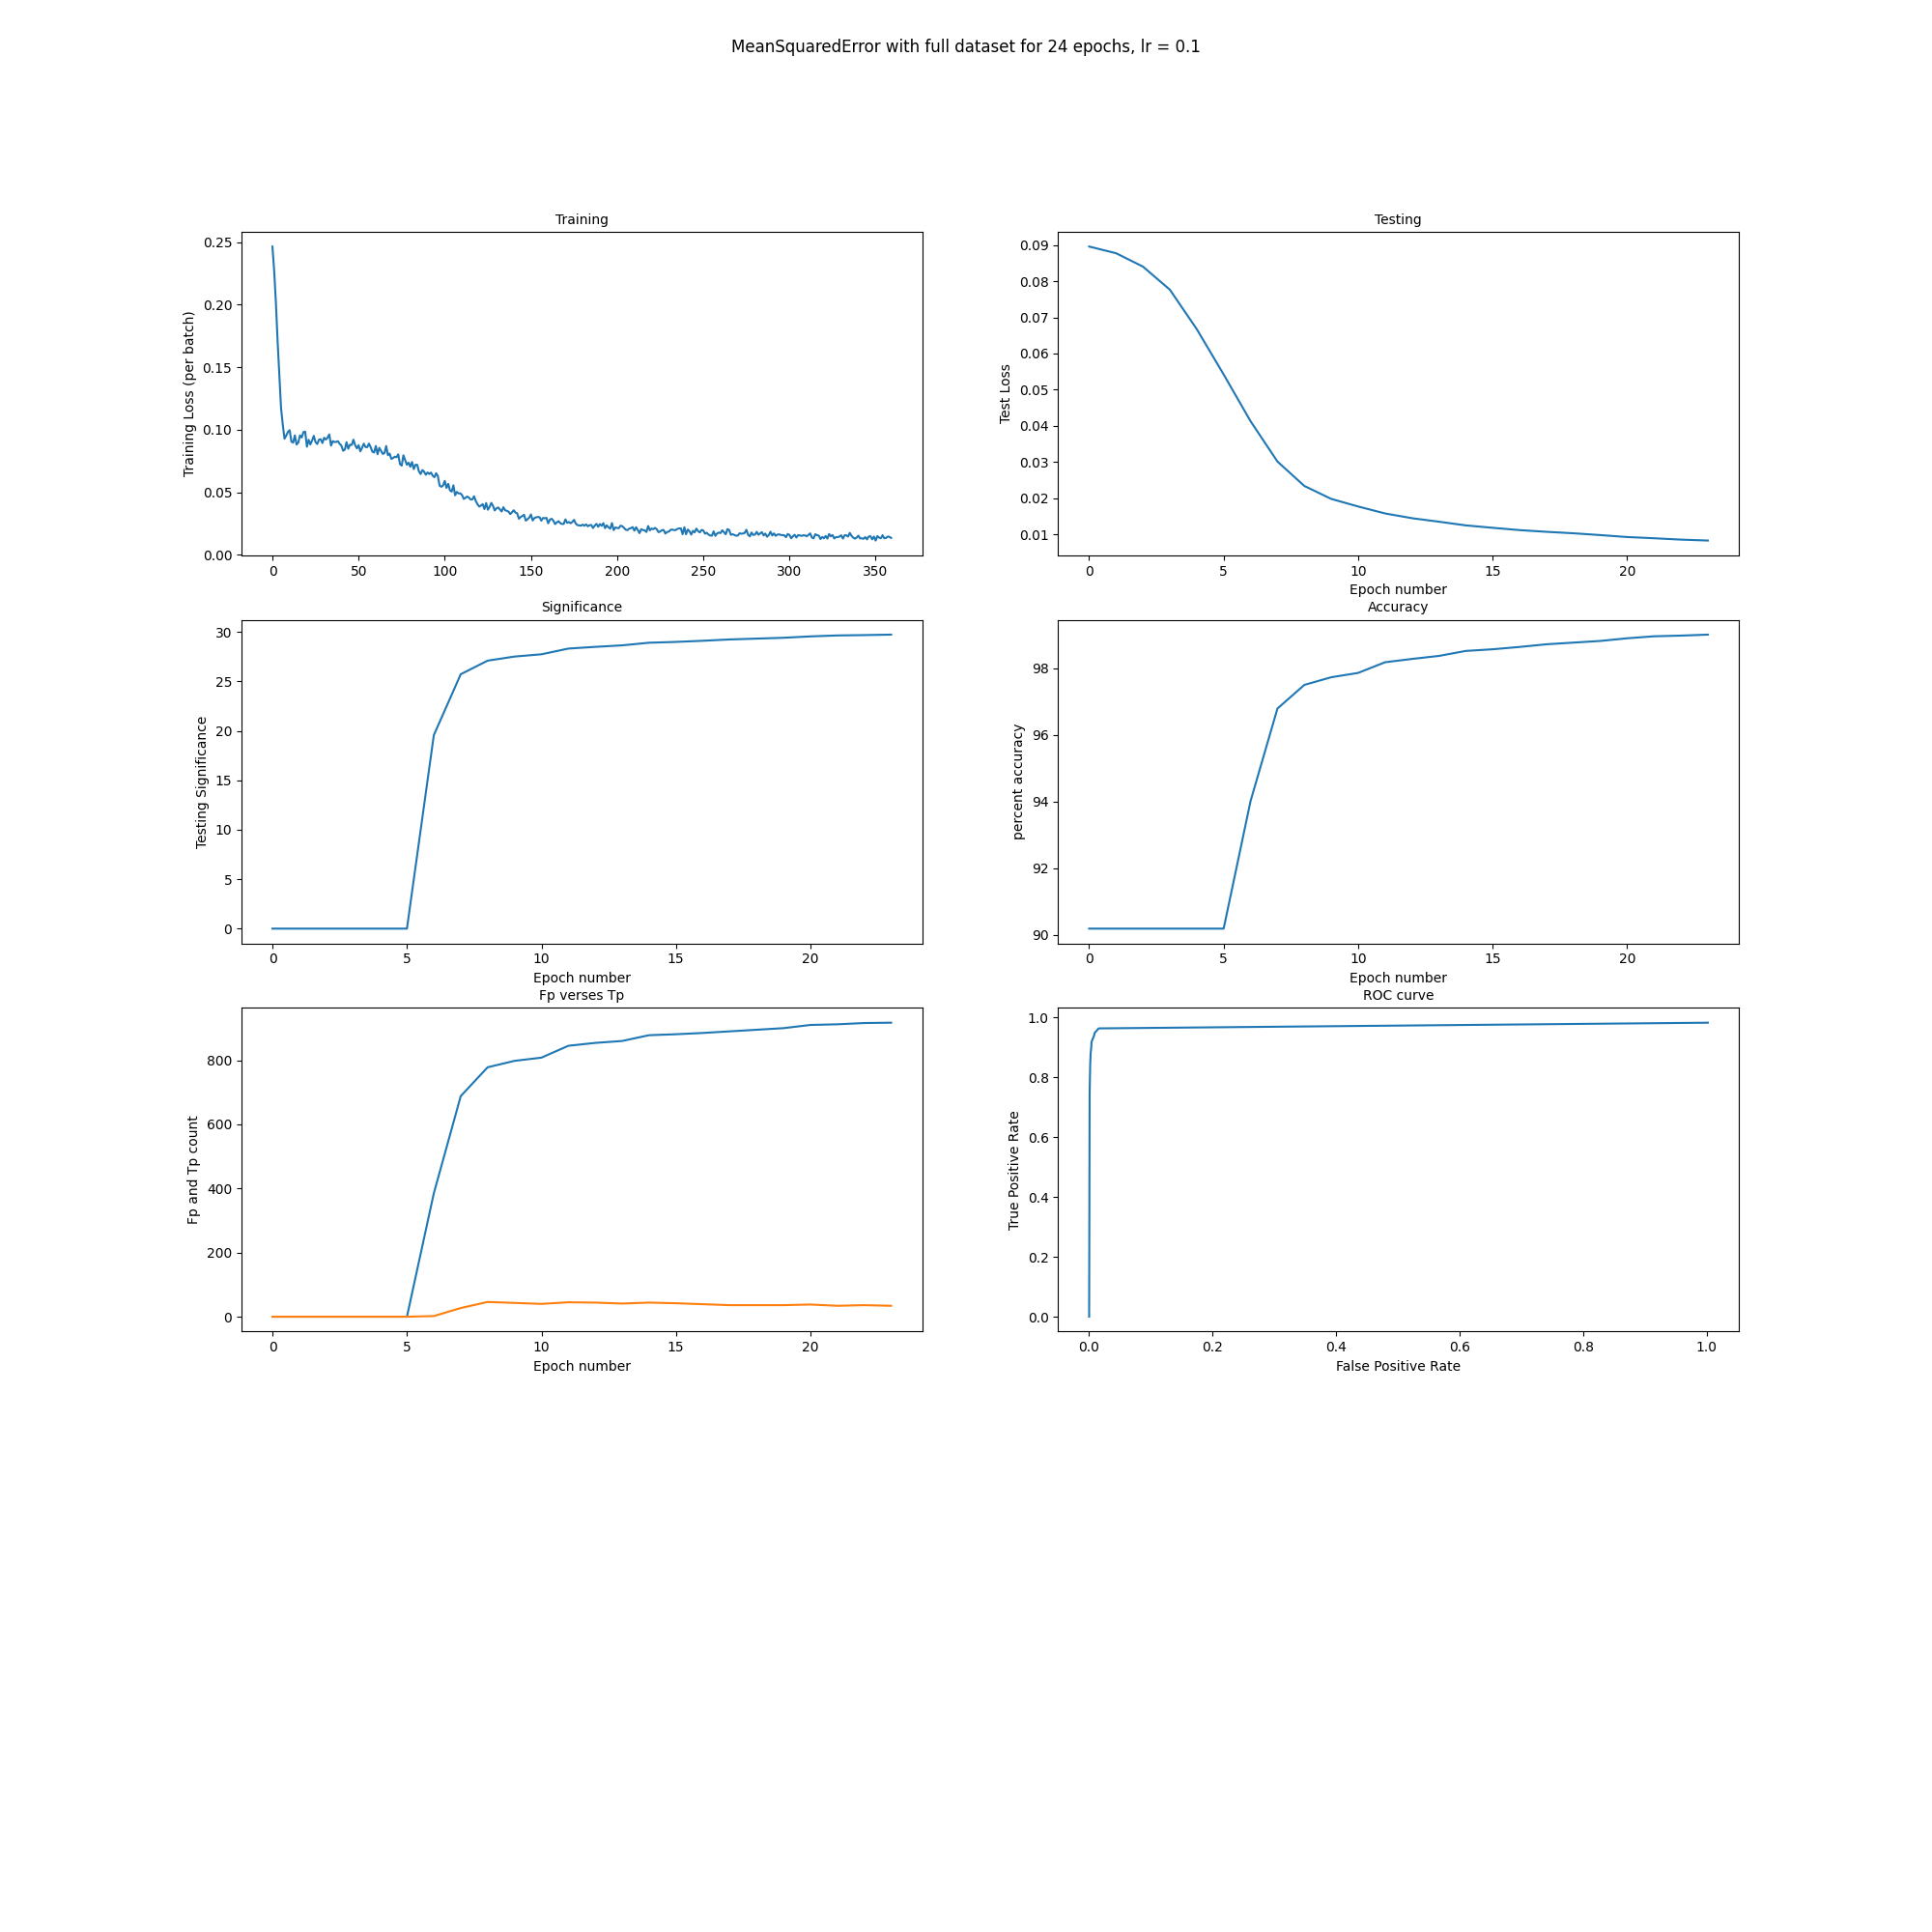 MeanSquaredError with full dataset for 24 epochs, lr = 0.1
Training
Training Loss (per batch)
0.25
0.20
0.15
0.10
0.05
0.00
0 50 100 150 200 250 300 350
Testing
Test Loss
0.09
0.08
0.07
0.06
0.05
0.04
0.03
0.02
0.01
0 5 10 15 20
Epoch number
Significance
Testing Significance
30
25
20
15
10
5
0
0 5 10 15 20
Epoch number
Accuracy
percent accuracy
98
96
94
92
90
0 5 10 15 20
Epoch number
Fp verses Tp
Fp and Tp count
800
600
400
200
0
0 5 10 15 20
Epoch number
ROC curve
True Positive Rate
1.0
0.8
0.6
0.4
0.2
0.0
0.0 0.2 0.4 0.6 0.8 1.0
False Positive Rate